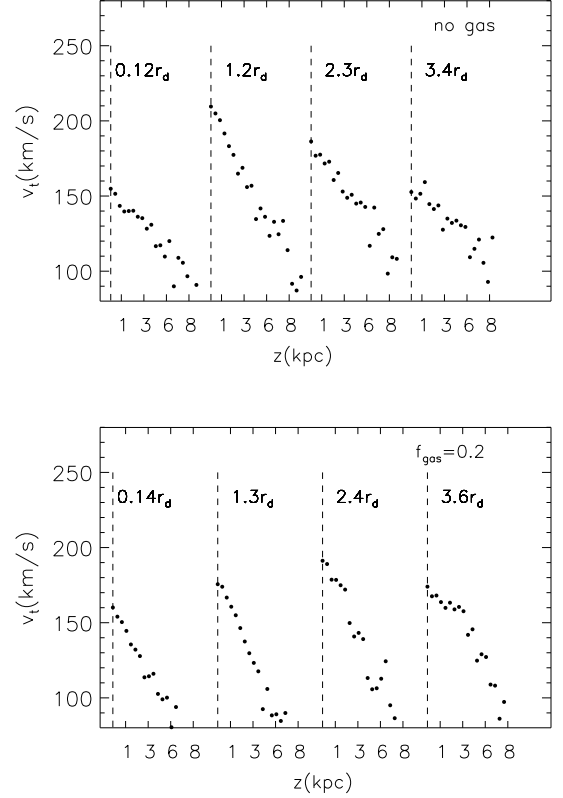 no gas
250
0.12r_d 1.2r_d 2.3r_d 3.4r_d
200
v_t(km/s)
150
100
1 3 6 8 1 3 6 8 1 3 6 8 1 3 6 8
z(kpc)
f_gas=0.2
250
0.14r_d 1.3r_d 2.4r_d 3.6r_d
200
v_t(km/s)
150
100
1 3 6 8 1 3 6 8 1 3 6 8 1 3 6 8
z(kpc)